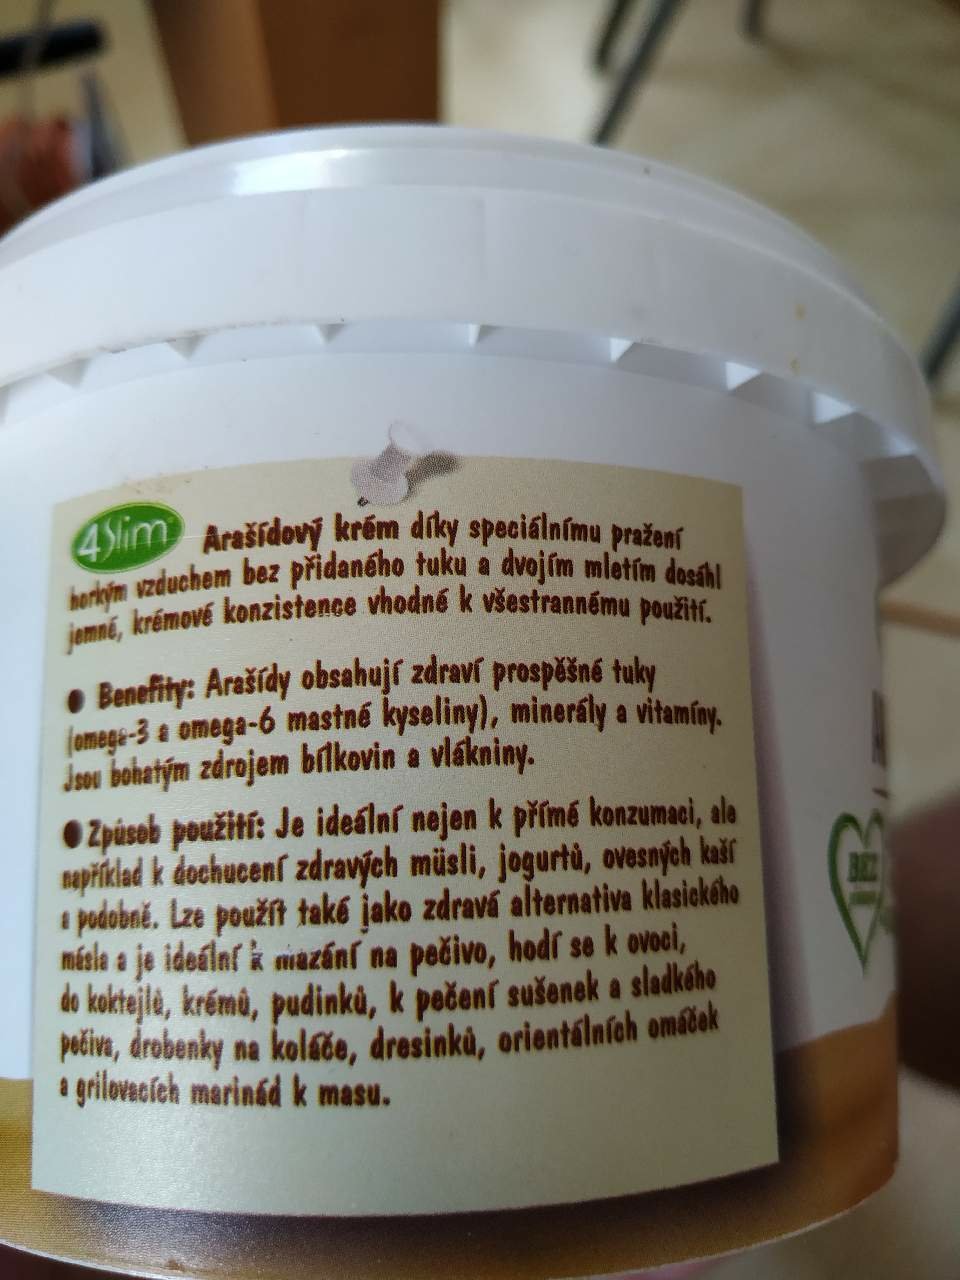 4Slim Arašídový krém díky speciálnímu pražení
horkým vzduchem bez přidaného tuku a dvojím mletím dosáhl
jemné, krémové konzistence vhodné k všestrannému použití.
● Benefity: Arašídy obsahují zdraví prospěšné tuky
(omega-3 a omega-6 mastné kyseliny), minerály a vitamíny.
Jsou bohatým zdrojem bílkovin a vlákniny.
● Způsob použití: Je ideální nejen k přímé konzumaci, ale
například k dochucení zdravých müsli, jogurtů, ovesných kaší
a podobně. Lze použít také jako zdravá alternativa klasického
másla a je ideální k mazání na pečivo, hodí se k ovoci,
do koktejlů, krémů, pudinků, k pečení sušenek a sladkého
pečiva, drobenky na koláče, dresinků, orientálních omáček
a grilovacích marinád k masu.
BEZ